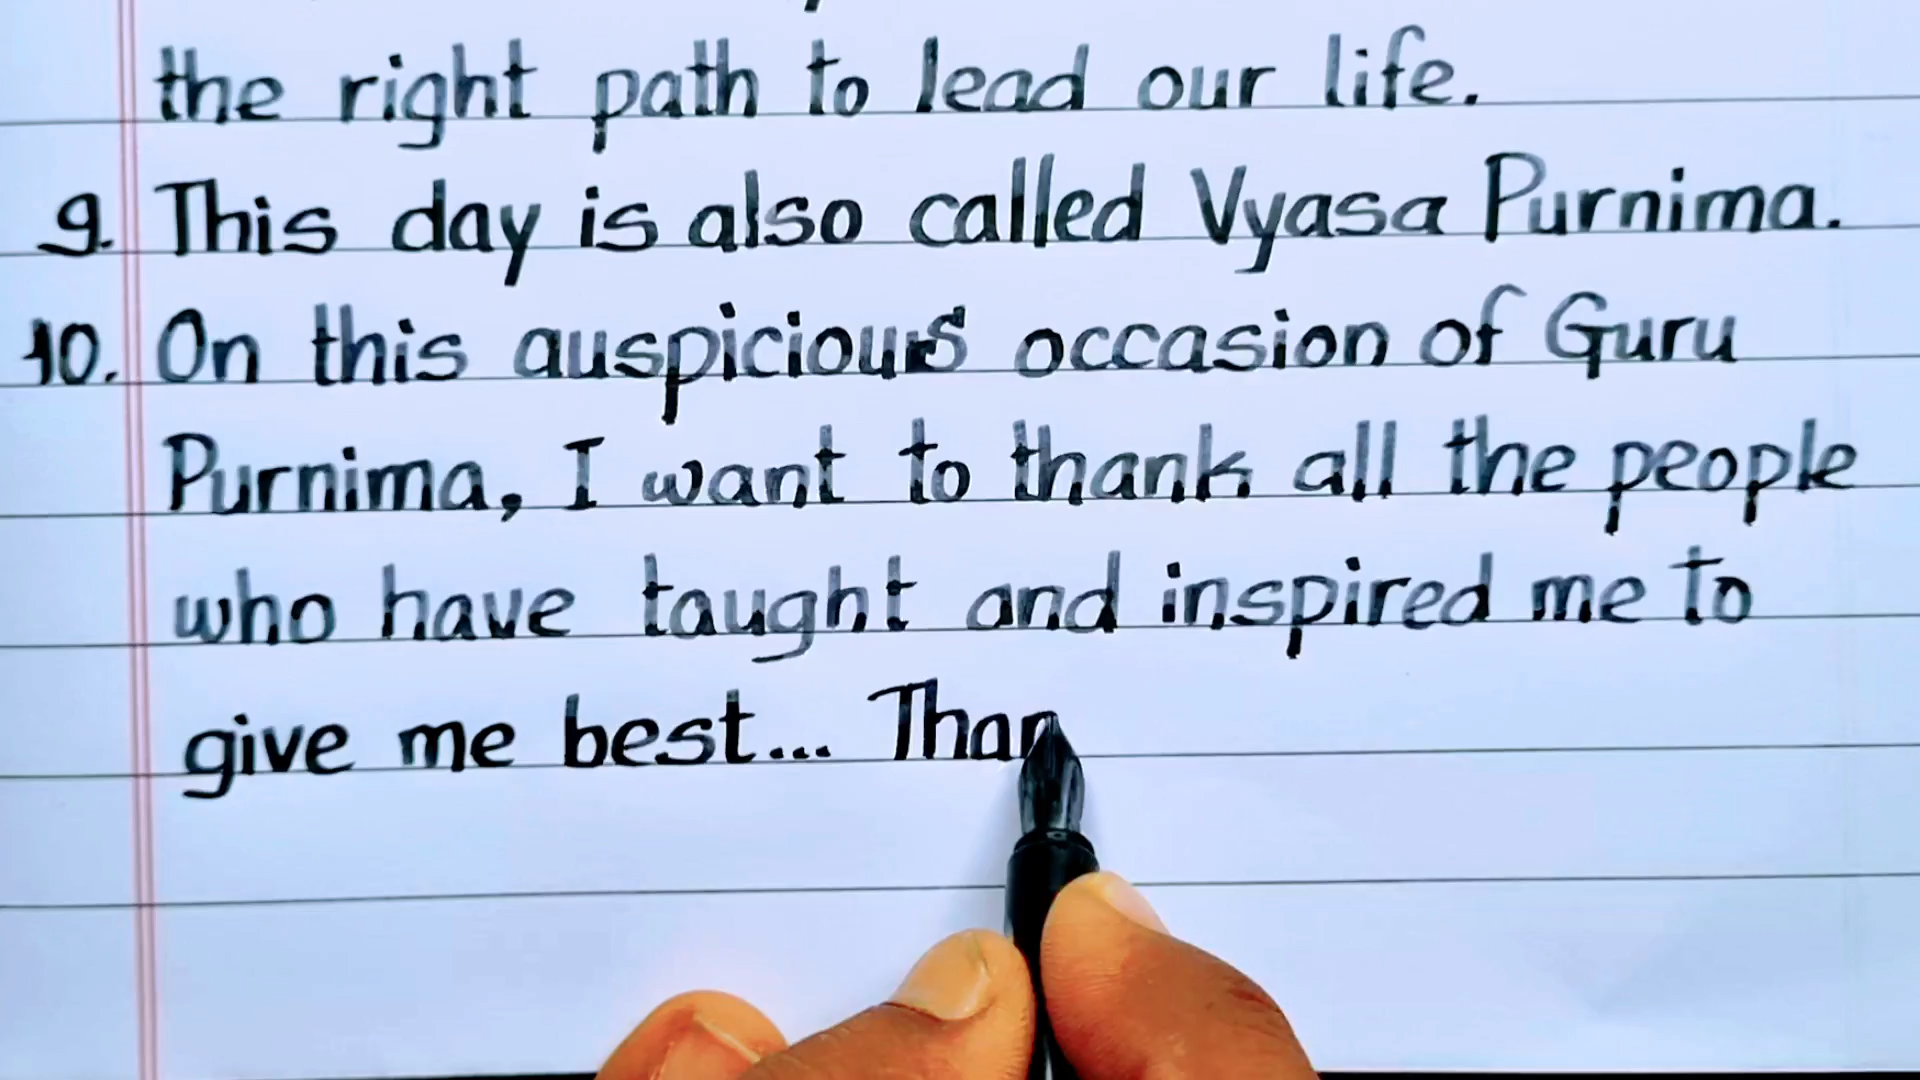 the right path to lead our life.
9. This day is also called Vyasa Purnima.
10. On this auspicious occasion of Guru
Purnima, I want to thank all the people
who have taught and inspired me to
give me best... Than